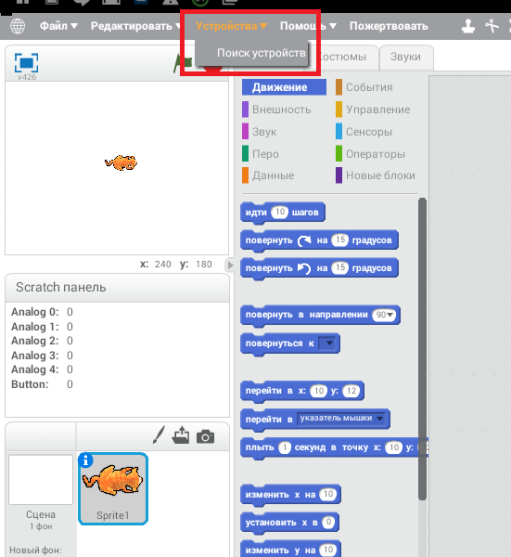 Файл ▼ Редактировать ▼ Устройства ▼ Помощь ▼ Пожертвовать
Поиск устройств
v426
Костюмы Звуки
Движение События
Внешность Управление
Звук Сенсоры
Перо Операторы
Данные Новые блоки
идти 10 шагов
повернуть на 15 градусов
повернуть на 15 градусов
повернуть в направлении 90▼
повернуться к
перейти в x: 10 y: 12
перейти в указатель мышки
плыть 1 секунд в точку x: 10 y:
изменить x на 10
установить x в 0
изменить y на 10
x: 240 y: 180
Scratch панель
Analog 0: 0
Analog 1: 0
Analog 2: 0
Analog 3: 0
Analog 4: 0
Button: 0
Сцена
1 фон
Sprite1
Новый фон: